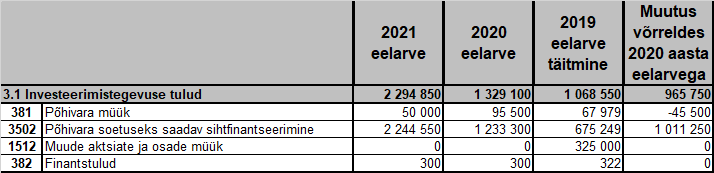 2021 eelarve 2020 eelarve 2019 eelarve täitmine Muutus võrreldes 2020 aasta eelarvega
3.1 Investeerimistegevuse tulud 2 294 850 1 329 100 1 068 550 965 750
381 Põhivara müük 50 000 95 500 67 979 -45 500
3502 Põhivara soetuseks saadav sihtfinantseerimine 2 244 550 1 233 300 675 249 1 011 250
1512 Muude aktsiate ja osade müük 0 0 325 000 0
382 Finantstulud 300 300 322 0